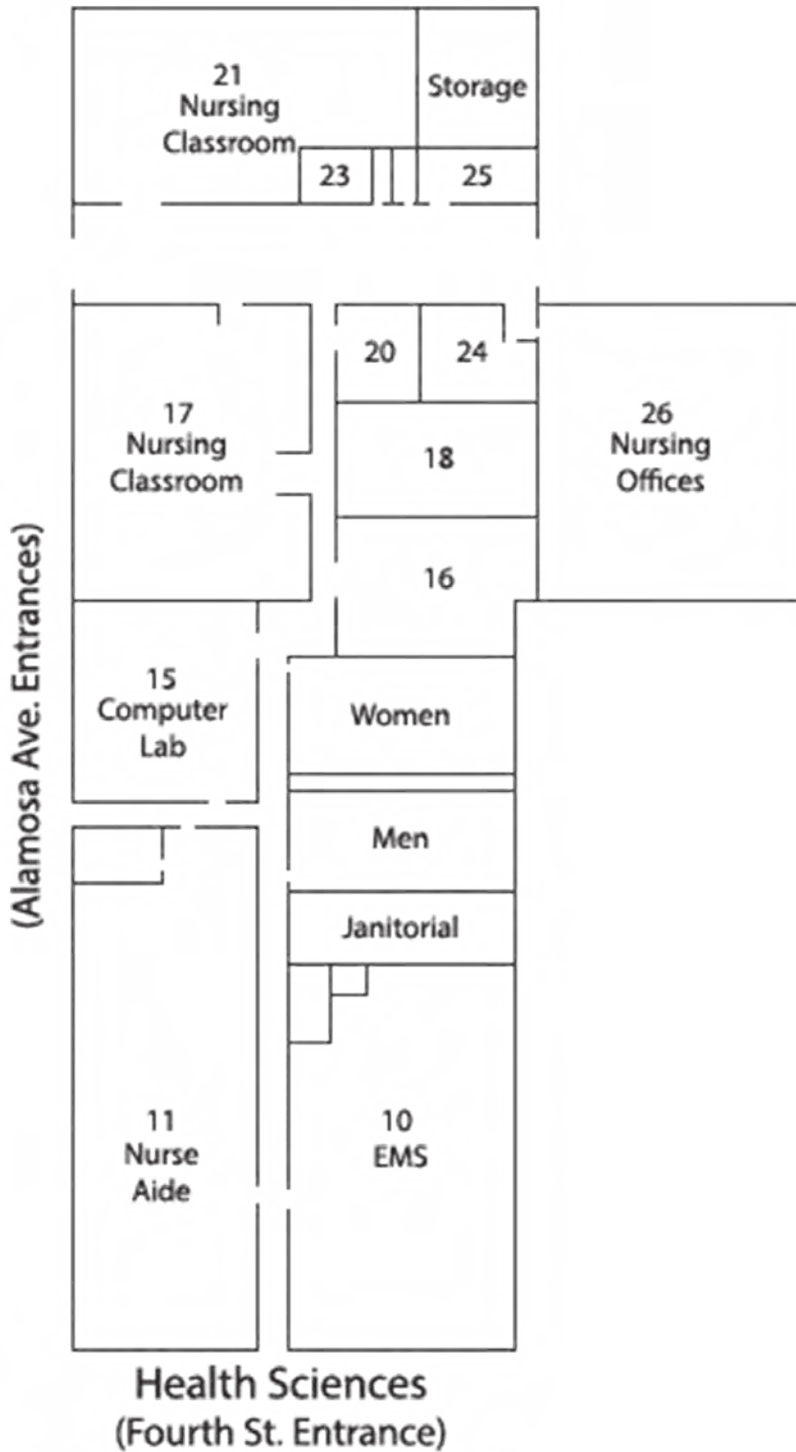 21
Nursing
Classroom
Storage
23
25
20
24
17
Nursing
Classroom
18
26
Nursing
Offices
16
(Alamosa Ave. Entrances)
15
Computer
Lab
Women
Men
Janitorial
11
Nurse
Aide
10
EMS
Health Sciences
(Fourth St. Entrance)